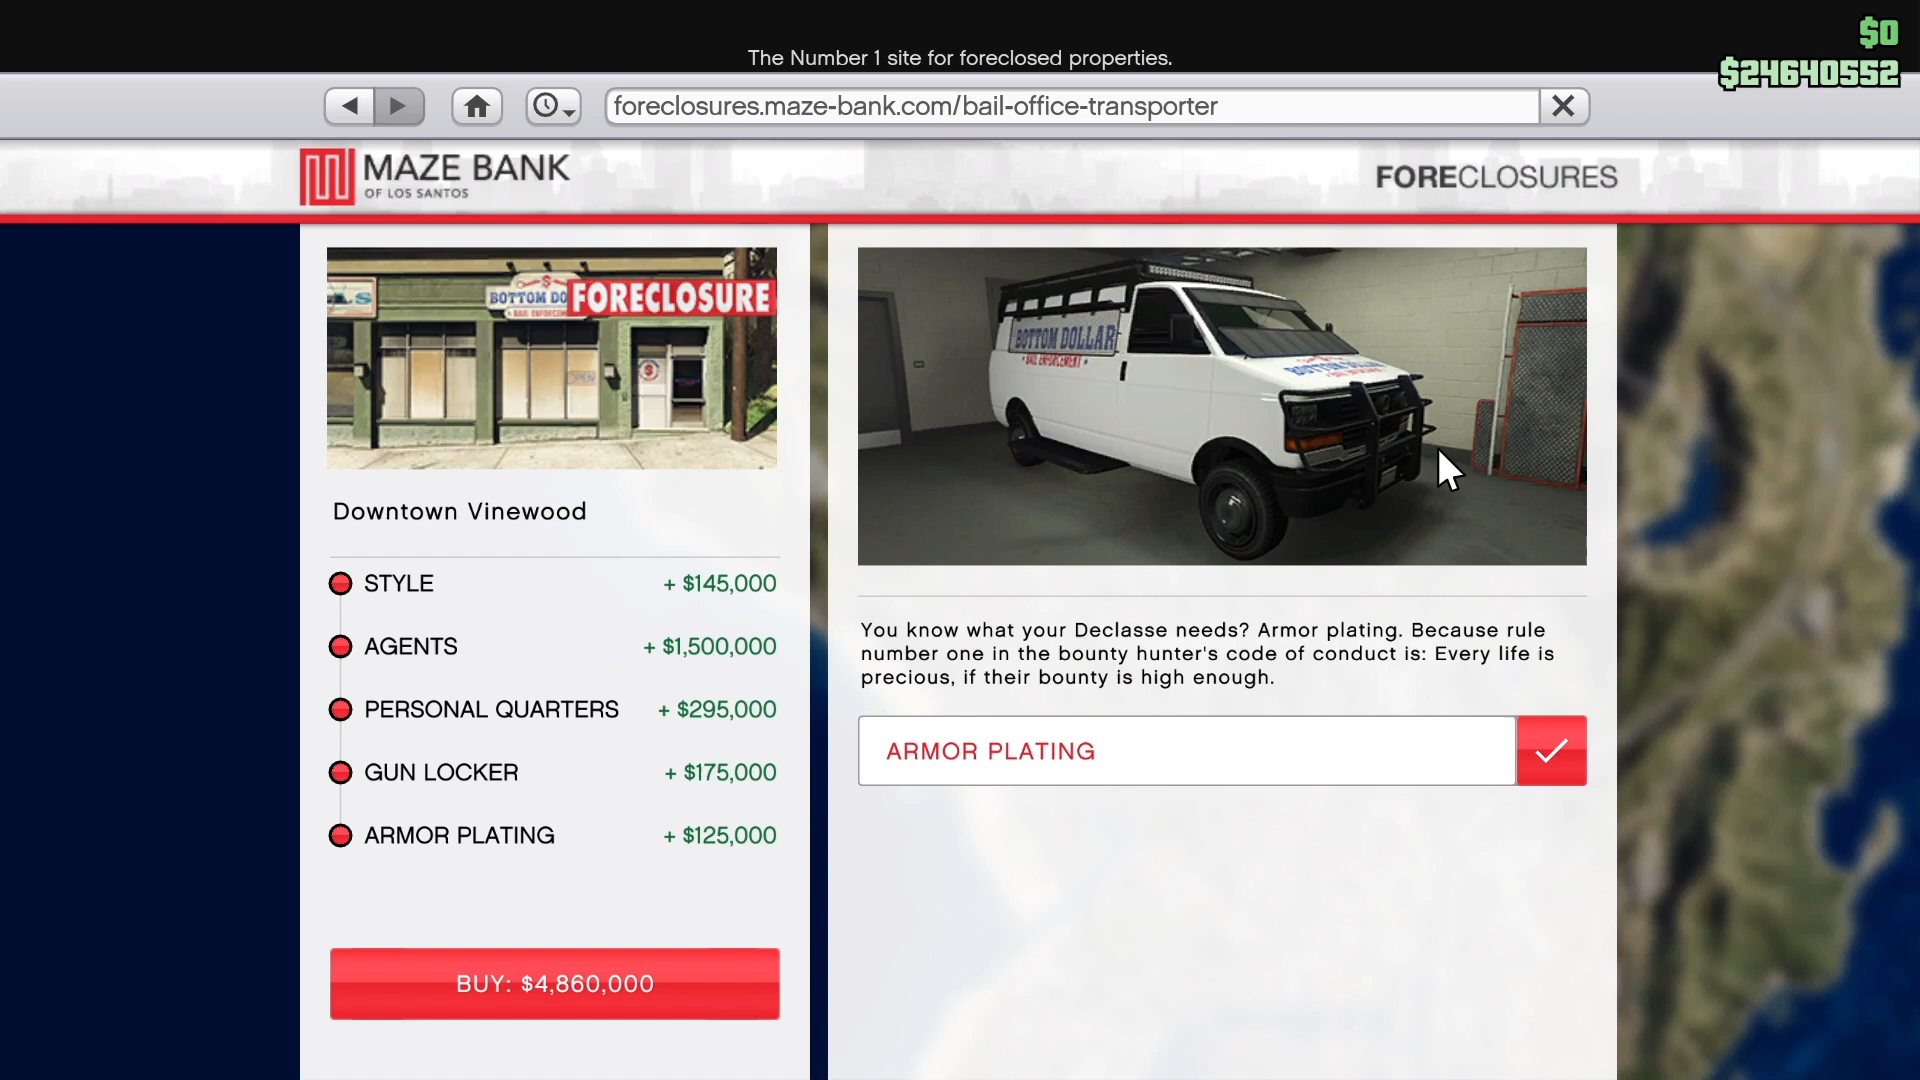 The Number 1 site for foreclosed properties.
$0
$24640552
foreclosures.maze-bank.com/bail-office-transporter
MAZE BANK
OF LOS SANTOS
FORECLOSURES
BOTTOM DO
FORECLOSURE
OPEN
Downtown Vinewood
STYLE + $145,000
AGENTS + $1,500,000
PERSONAL QUARTERS + $295,000
GUN LOCKER + $175,000
ARMOR PLATING + $125,000
BUY: $4,860,000
BOTTOM DOLLAR
BAIL ENFORCEMENT
You know what your Declasse needs? Armor plating. Because rule
number one in the bounty hunter's code of conduct is: Every life is
precious, if their bounty is high enough.
ARMOR PLATING